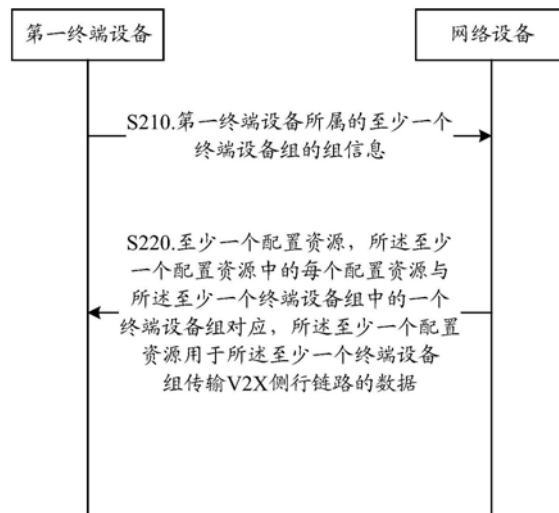 第一终端设备
网络设备
S210.第一终端设备所属的至少一个
终端设备组的组信息
S220.至少一个配置资源，所述至少
一个配置资源中的每个配置资源与
所述至少一个终端设备组中的一个
终端设备组对应，所述至少一个配置
资源用于所述至少一个终端设备
组传输V2X侧行链路的数据